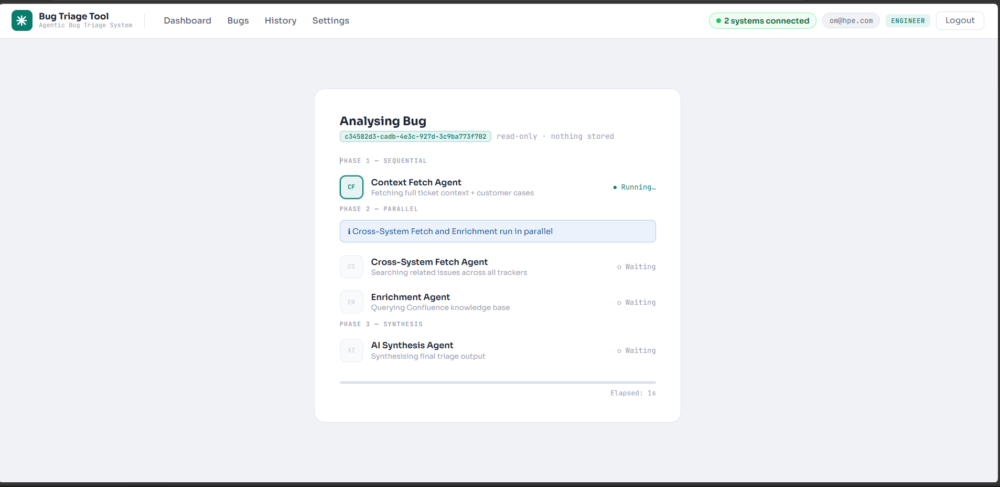 Bug Triage Tool
Agentic Bug Triage System
Dashboard Bugs History Settings
2 systems connected om@hpe.com ENGINEER Logout
Analysing Bug
c34582d3-cadb-4e3c-927d-3c9ba773f702 read-only · nothing stored
PHASE 1 — SEQUENTIAL
CF Context Fetch Agent ● Running…
Fetching full ticket context + customer cases
PHASE 2 — PARALLEL
ℹ Cross-System Fetch and Enrichment run in parallel
CS Cross-System Fetch Agent ○ Waiting
Searching related issues across all trackers
EN Enrichment Agent ○ Waiting
Querying Confluence knowledge base
PHASE 3 — SYNTHESIS
AI AI Synthesis Agent ○ Waiting
Synthesising final triage output
Elapsed: 1s